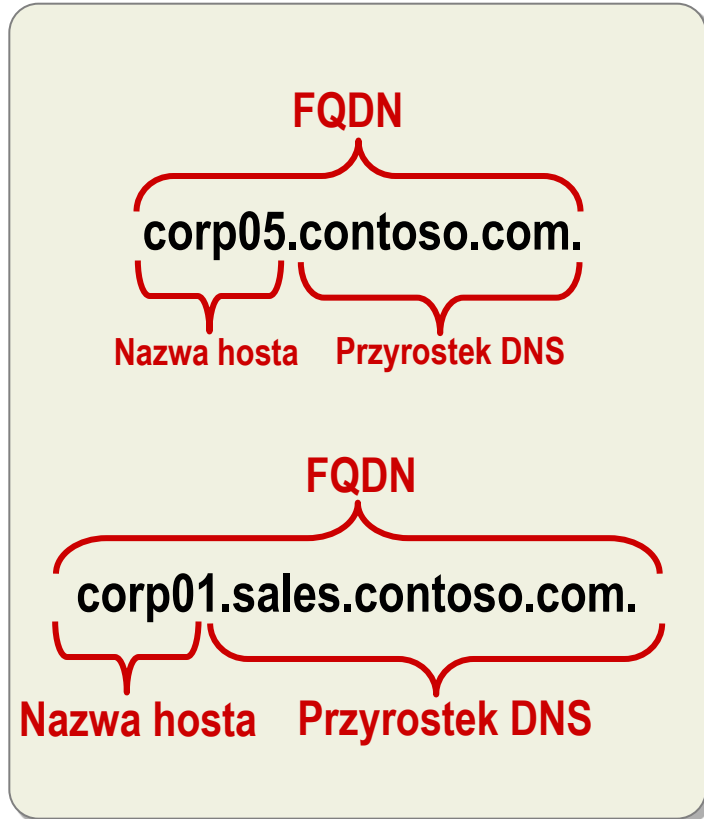 FQDN
corp05.contoso.com.
Nazwa hosta Przyrostek DNS
FQDN
corp01.sales.contoso.com.
Nazwa hosta Przyrostek DNS